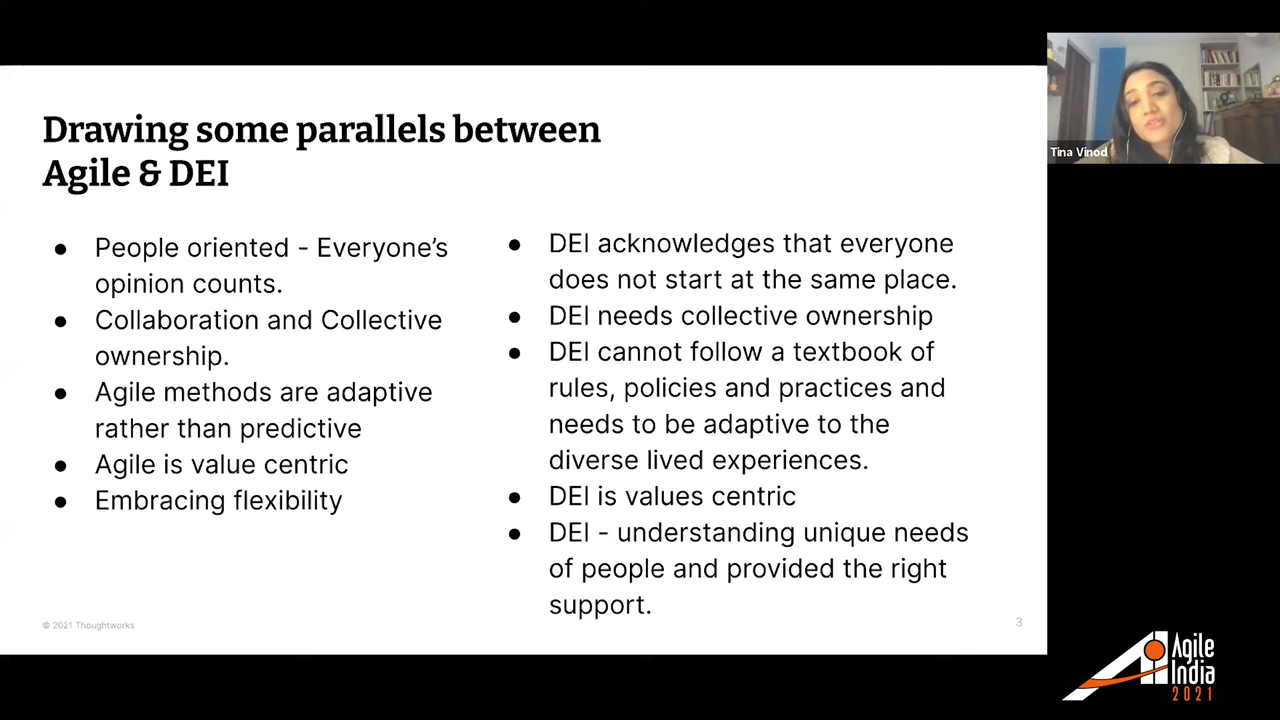 Drawing some parallels between
Agile & DEI
● People oriented - Everyone's
opinion counts.
● Collaboration and Collective
ownership.
● Agile methods are adaptive
rather than predictive
● Agile is value centric
● Embracing flexibility
● DEI acknowledges that everyone
does not start at the same place.
● DEI needs collective ownership
● DEI cannot follow a textbook of
rules, policies and practices and
needs to be adaptive to the
diverse lived experiences.
● DEI is values centric
● DEI - understanding unique needs
of people and provided the right
support.
© 2021 Thoughtworks
3
Tina Vinod
Agile
India
2021